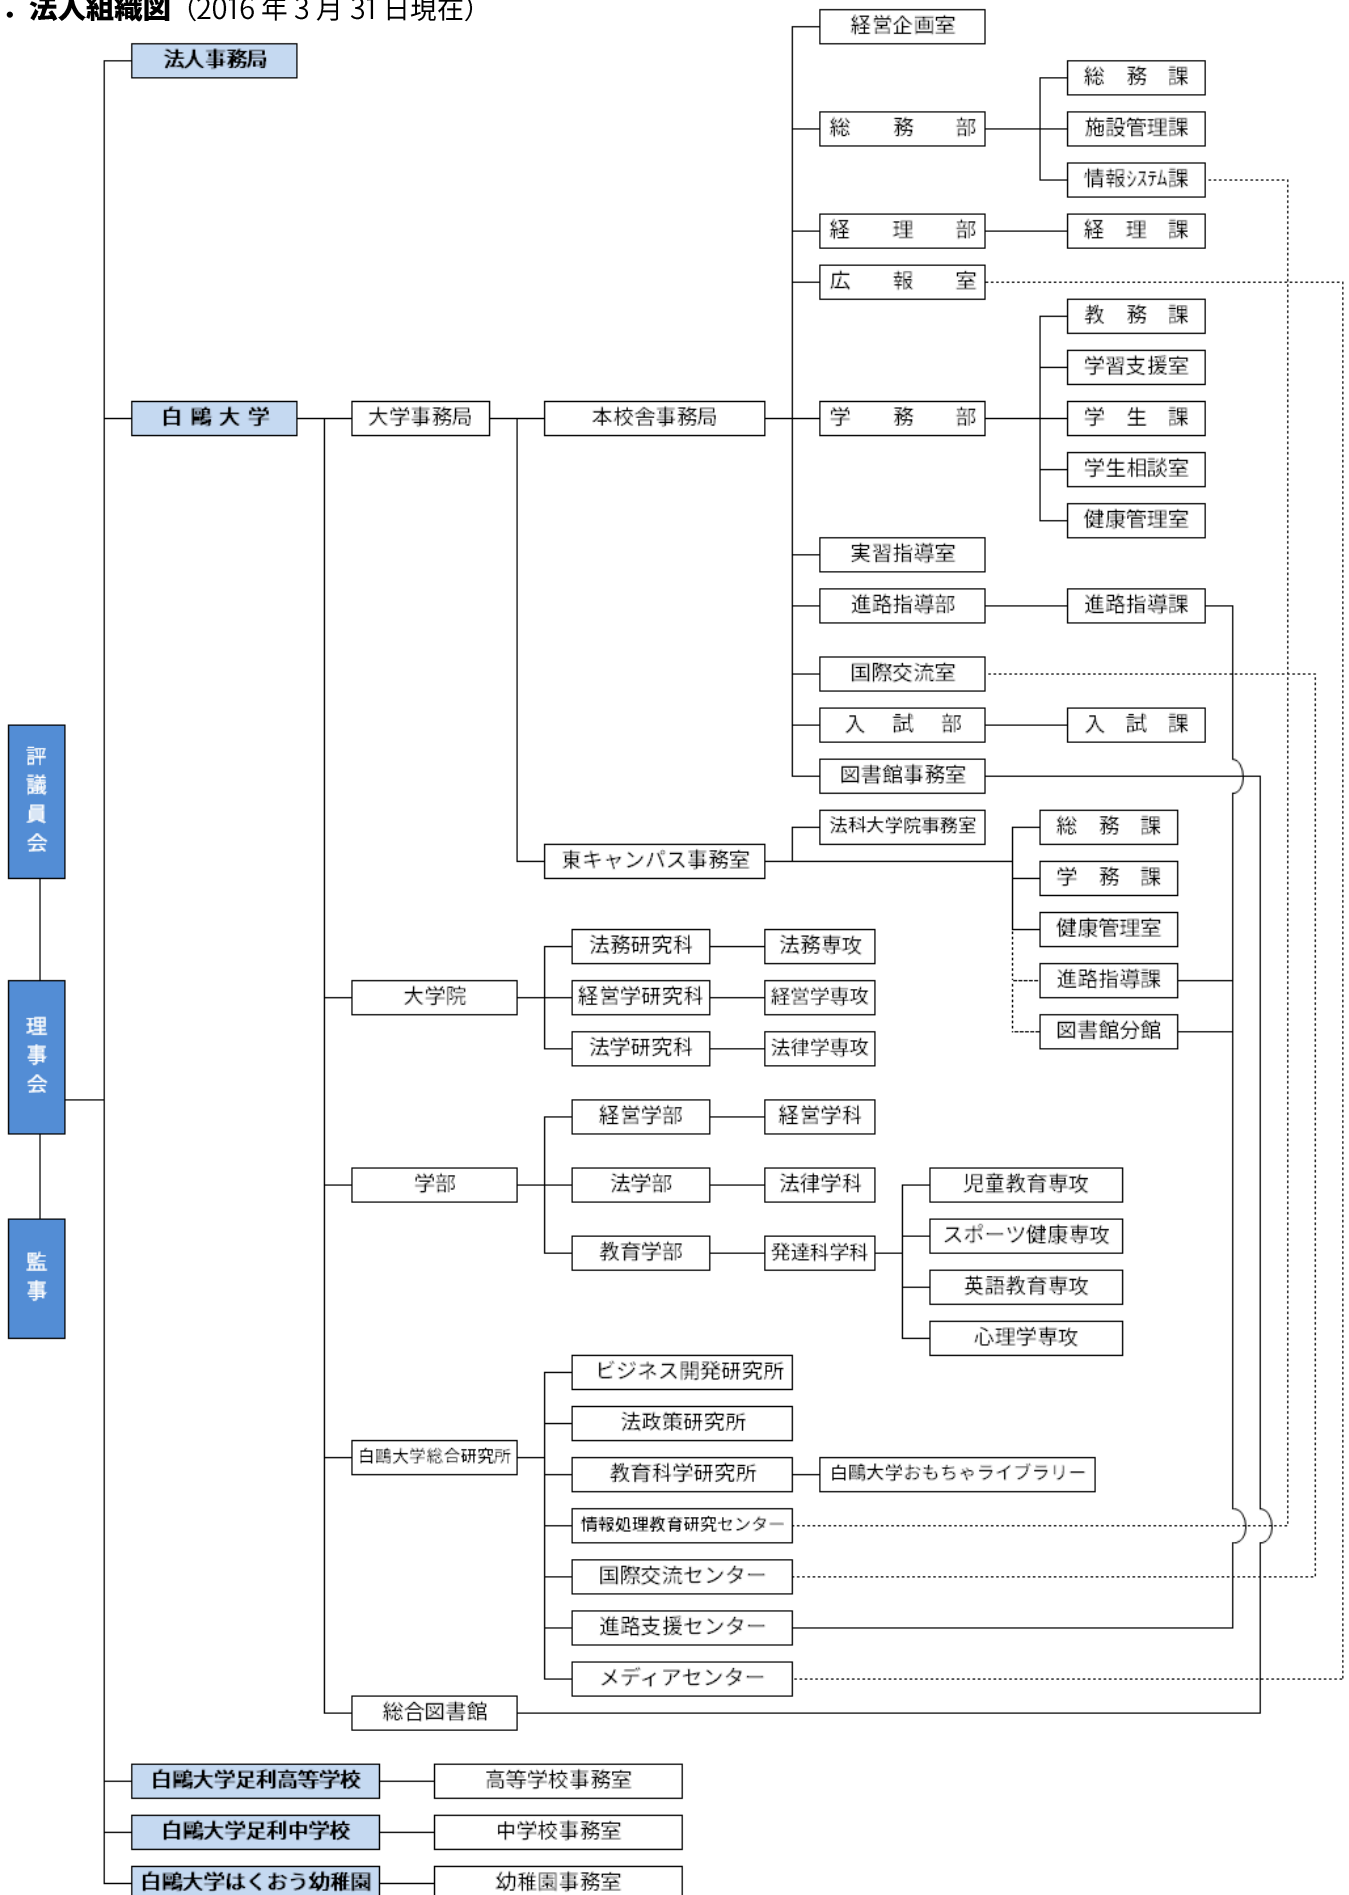 ．法人組織図（2016 年 3 月 31 日現在）
法人事務局
白 鷗 大 学
大学事務局
本校舎事務局
経営企画室
総　務　部
総　務　課
施設管理課
情報ｼｽﾃﾑ課
経　理　部
経　理　課
広　報　室
学　務　部
教　務　課
学習支援室
学　生　課
学生相談室
健康管理室
実習指導室
進路指導部
進路指導課
国際交流室
入　試　部
入　試　課
図書館事務室
東キャンパス事務室
法科大学院事務室
総　務　課
学　務　課
健康管理室
進路指導課
図書館分館
大学院
法務研究科
法務専攻
経営学研究科
経営学専攻
法学研究科
法律学専攻
学部
経営学部
経営学科
法学部
法律学科
教育学部
発達科学科
児童教育専攻
スポーツ健康専攻
英語教育専攻
心理学専攻
白鷗大学総合研究所
ビジネス開発研究所
法政策研究所
教育科学研究所
白鷗大学おもちゃライブラリー
情報処理教育研究センター
国際交流センター
進路支援センター
メディアセンター
総合図書館
評議員会
理事会
監事
白鷗大学足利高等学校
高等学校事務室
白鷗大学足利中学校
中学校事務室
白鷗大学はくおう幼稚園
幼稚園事務室